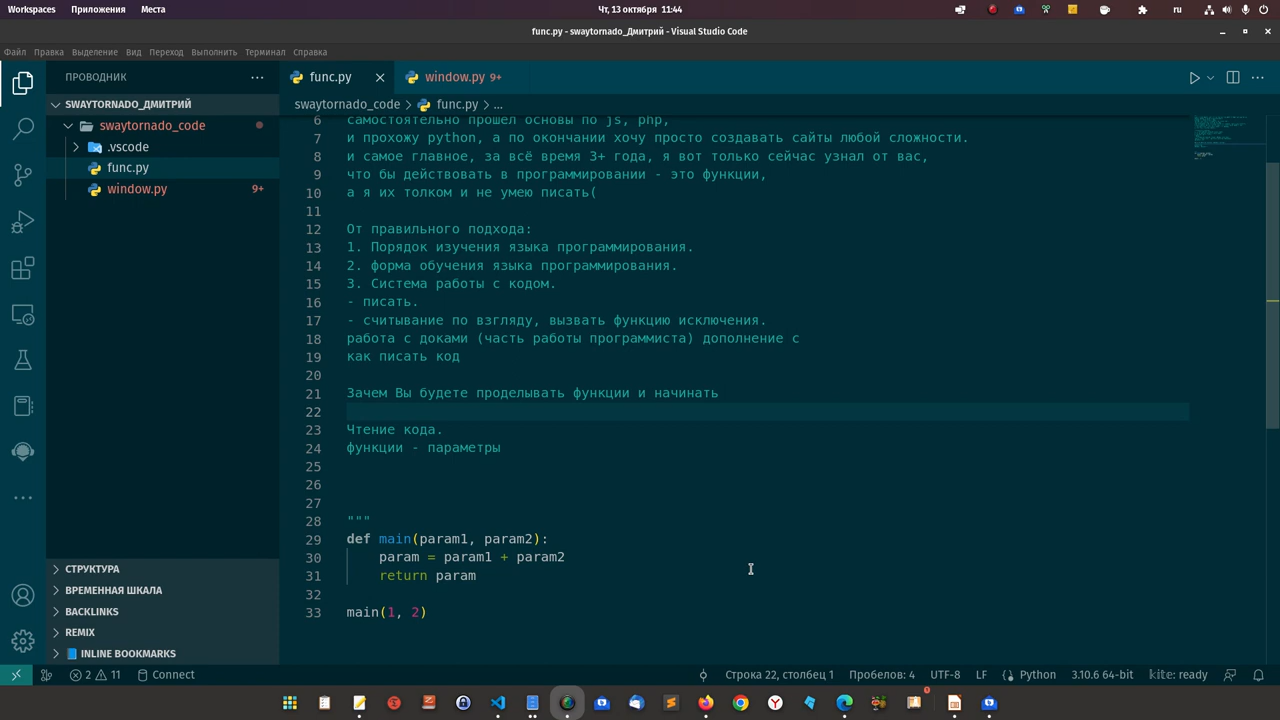 Workspaces Приложения Места Чт, 13 октября 11:44 ru
func.py - swaytornado_Дмитрий - Visual Studio Code
Файл Правка Выделение Вид Переход Выполнить Терминал Справка
ПРОВОДНИК
func.py
window.py 9+
SWAYTORNADO_ДМИТРИЙ
swaytornado_code
.vscode
func.py
window.py 9+
СТРУКТУРА
ВРЕМЕННАЯ ШКАЛА
BACKLINKS
REMIX
INLINE BOOKMARKS
swaytornado_code > func.py > ...
6 самостоятельно прошел основы по js, php,
7 и прохожу python, а по окончании хочу просто создавать сайты любой сложности.
8 и самое главное, за всё время 3+ года, я вот только сейчас узнал от вас,
9 что бы действовать в программировании - это функции,
10 а я их толком и не умею писать(
11
12 От правильного подхода:
13 1. Порядок изучения языка программирования.
14 2. форма обучения языка программирования.
15 3. Система работы с кодом.
16 - писать.
17 - считывание по взгляду, вызвать функцию исключения.
18 работа с доками (часть работы программиста) дополнение с
19 как писать код
20
21 Зачем Вы будете проделывать функции и начинать
22
23 Чтение кода.
24 функции - параметры
25
26
27
28 """
29 def main(param1, param2):
30 param = param1 + param2
31 return param
32
33 main(1, 2)
2 11 Connect Строка 22, столбец 1 Пробелов: 4 UTF-8 LF Python 3.10.6 64-bit kite: ready